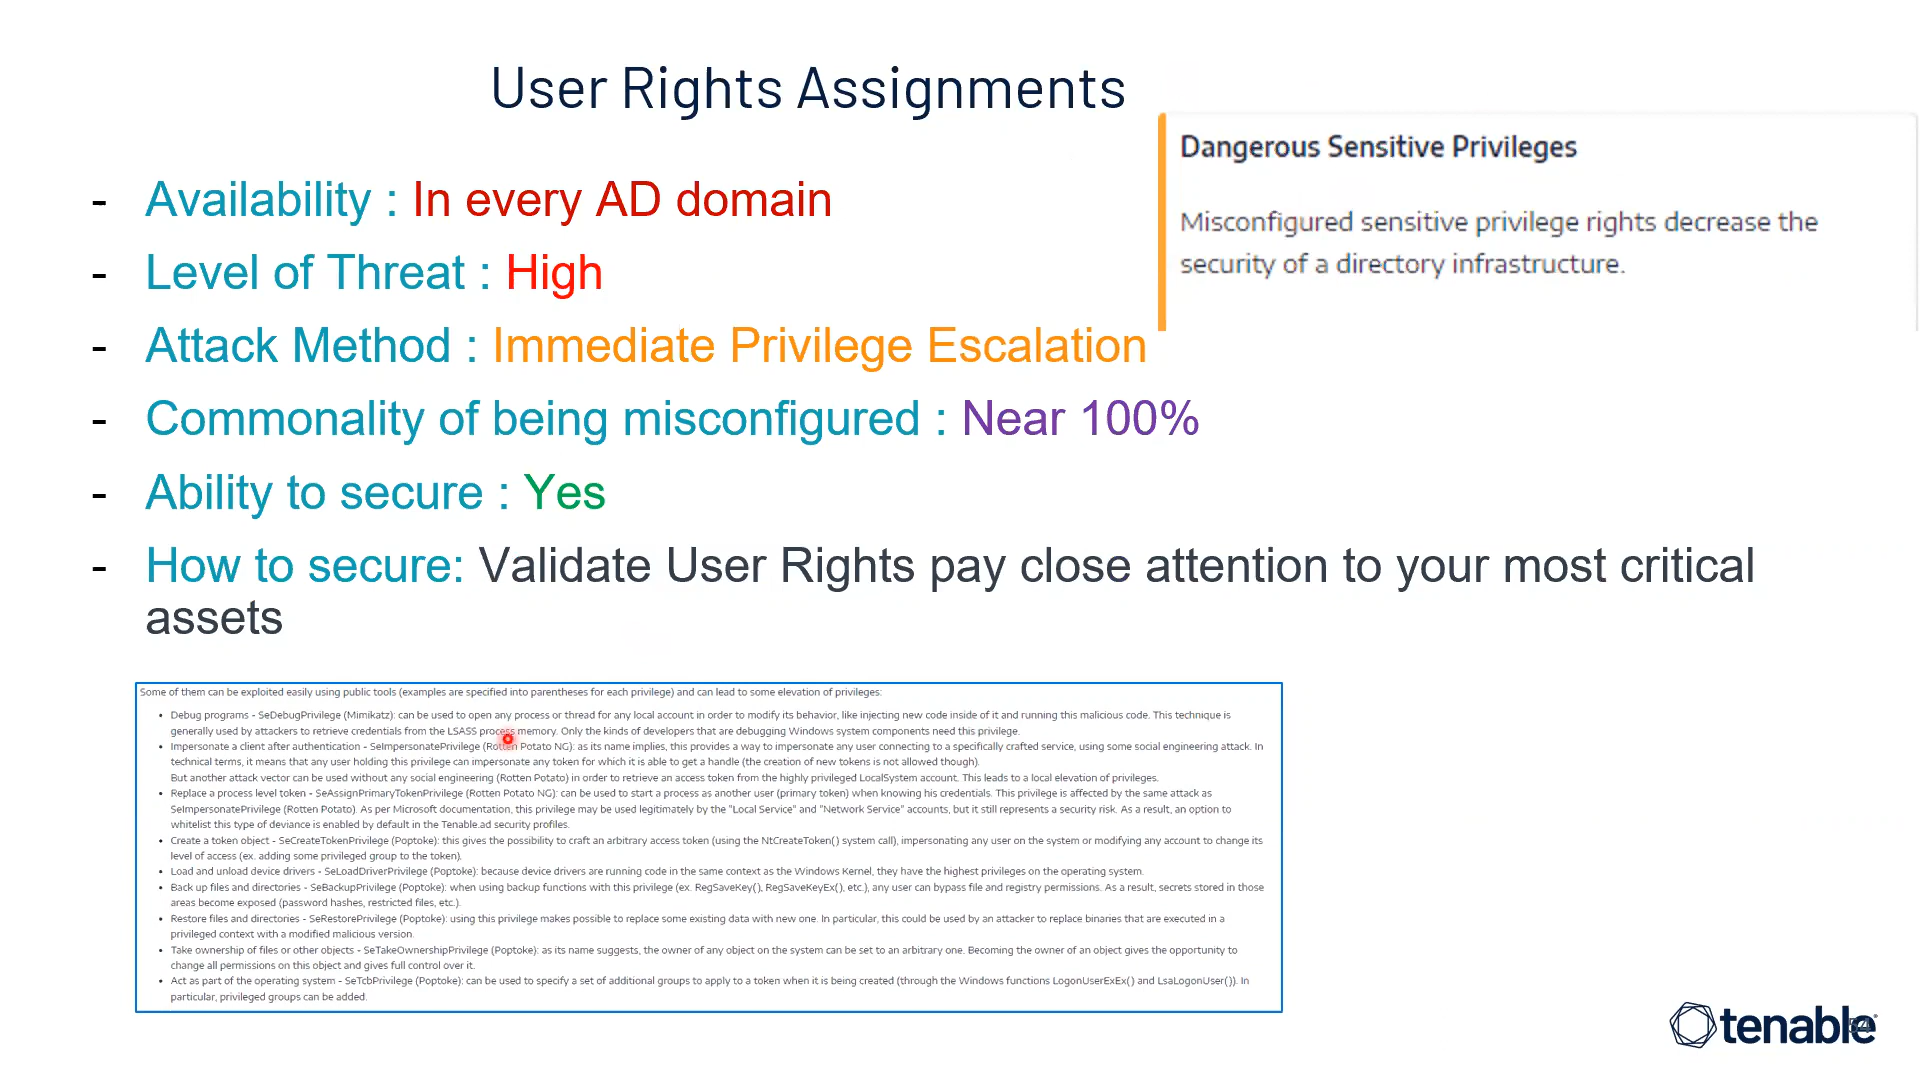 User Rights Assignments
Dangerous Sensitive Privileges
Misconfigured sensitive privilege rights decrease the
security of a directory infrastructure.
- Availability : In every AD domain
- Level of Threat : High
- Attack Method : Immediate Privilege Escalation
- Commonality of being misconfigured : Near 100%
- Ability to secure : Yes
- How to secure: Validate User Rights pay close attention to your most critical
assets
Some of them can be exploited easily using public tools (examples are specified into parentheses for each privilege) and can lead to some elevation of privileges:
• Debug programs - SeDebugPrivilege (Mimikatz): can be used to open any process or thread for any local account in order to modify its behavior, like injecting new code inside of it and running this malicious code. This technique is
generally used by attackers to retrieve credentials from the LSASS process memory. Only the kinds of developers that are debugging Windows system components need this privilege.
• Impersonate a client after authentication - SeImpersonatePrivilege (Rotten Potato NG): as its name implies, this provides a way to impersonate any user connecting to a specifically crafted service, using some social engineering attack. In
technical terms, it means that any user holding this privilege can impersonate any token for which it is able to get a handle (the creation of new tokens is not allowed though).
But another attack vector can be used without any social engineering (Rotten Potato) in order to retrieve an access token from the highly privileged LocalSystem account. This leads to a local elevation of privileges.
• Replace a process level token - SeAssignPrimaryTokenPrivilege (Rotten Potato NG): can be used to start a process as another user (primary token) when knowing his credentials. This privilege is affected by the same attack as
SeImpersonatePrivilege (Rotten Potato). As per Microsoft documentation, this privilege may be used legitimately by the "Local Service" and "Network Service" accounts, but it still represents a security risk. As a result, an option to
whitelist this type of deviance is enabled by default in the Tenable.ad security profiles.
• Create a token object - SeCreateTokenPrivilege (Poptoke): this gives the possibility to craft an arbitrary access token (using the NtCreateToken() system call), impersonating any user on the system or modifying any account to change its
level of access (ex. adding some privileged group to the token).
• Load and unload device drivers - SeLoadDriverPrivilege (Poptoke): because device drivers are running code in the same context as the Windows Kernel, they have the highest privileges on the operating system.
• Back up files and directories - SeBackupPrivilege (Poptoke): when using backup functions with this privilege (ex. RegSaveKey(), RegSaveKeyEx(), etc.), any user can bypass file and registry permissions. As a result, secrets stored in those
areas become exposed (password hashes, restricted files, etc.).
• Restore files and directories - SeRestorePrivilege (Poptoke): using this privilege makes possible to replace some existing data with new one. In particular, this could be used by an attacker to replace binaries that are executed in a
privileged context with a modified malicious version.
• Take ownership of files or other objects - SeTakeOwnershipPrivilege (Poptoke): as its name suggests, the owner of any object on the system can be set to an arbitrary one. Becoming the owner of an object gives the opportunity to
change all permissions on this object and gives full control over it.
• Act as part of the operating system - SeTcbPrivilege (Poptoke): can be used to specify a set of additional groups to apply to a token when it is being created (through the Windows functions LogonUserExEx() and LsaLogonUser()). In
particular, privileged groups can be added.
tenable
54